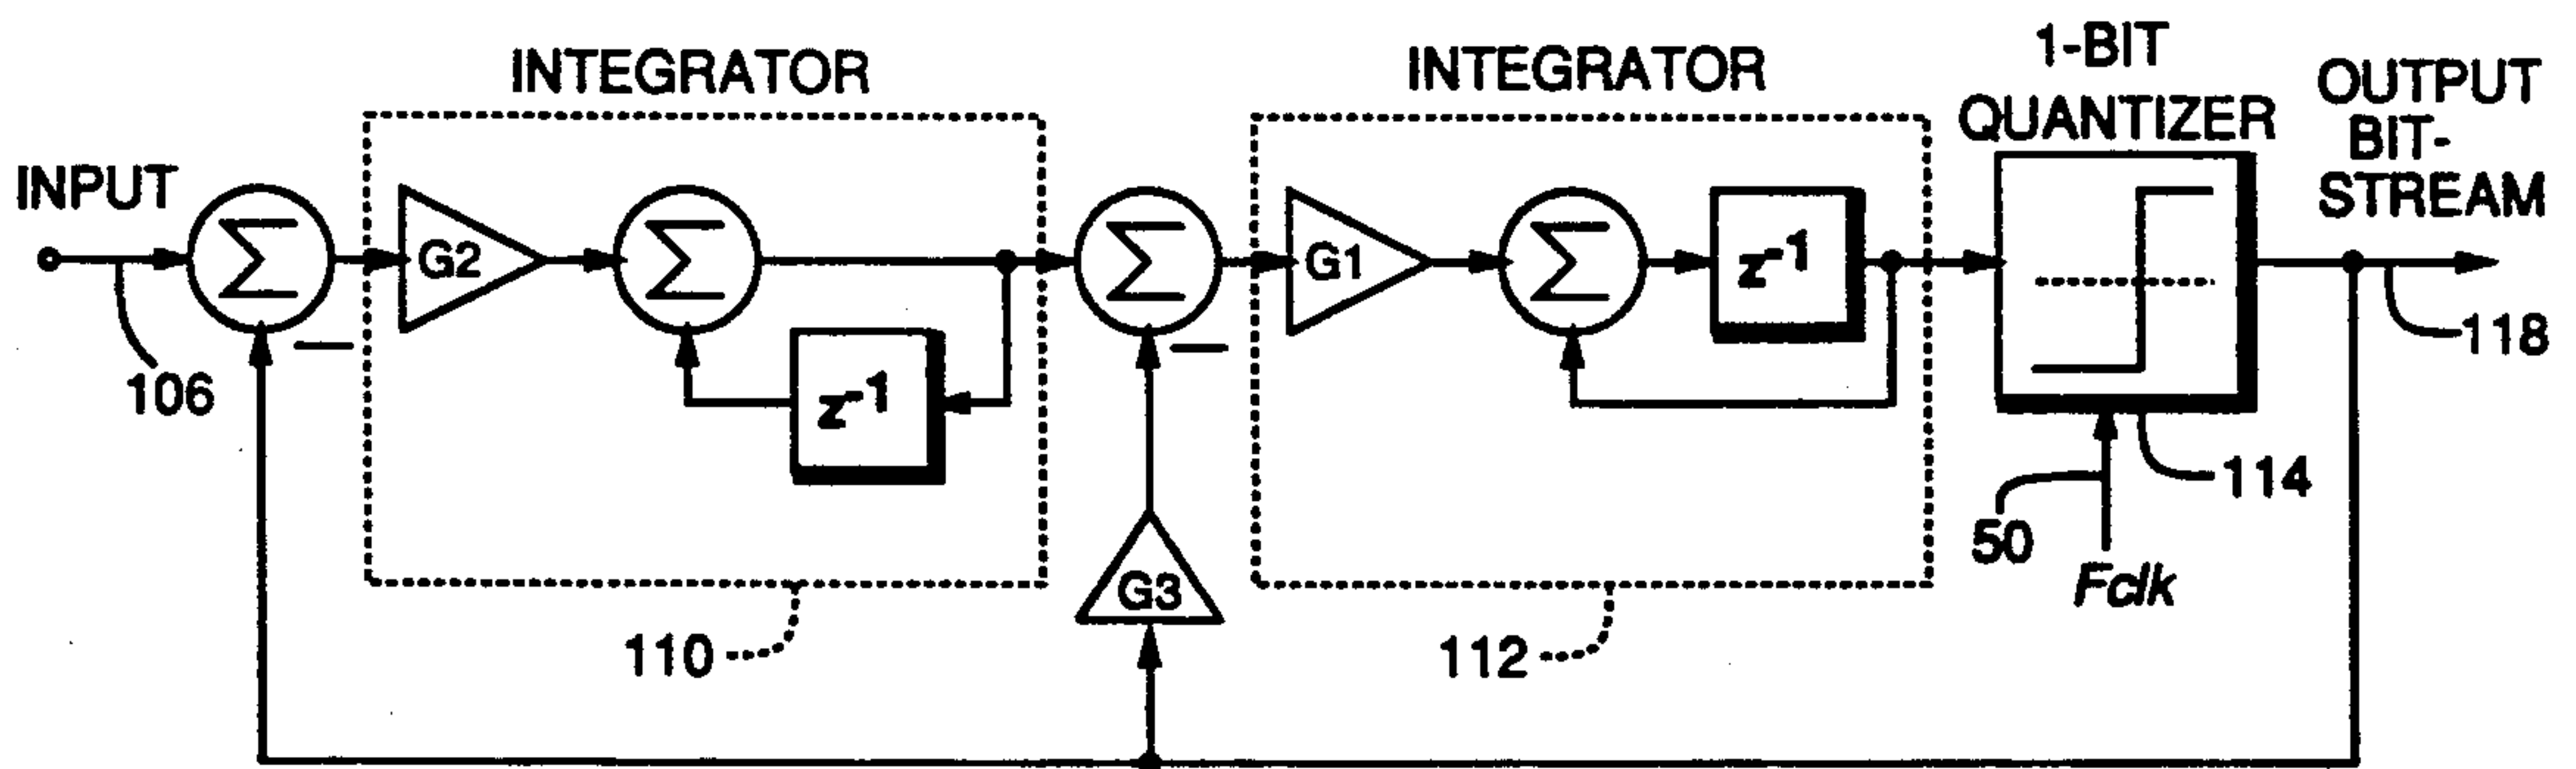 INTEGRATOR
INTEGRATOR
1-BIT
QUANTIZER
OUTPUT
BIT-
STREAM
INPUT
Σ
G2
Σ
Σ
G1
Σ
z-1
106
z-1
118
114
50
Fclk
G3
110
112